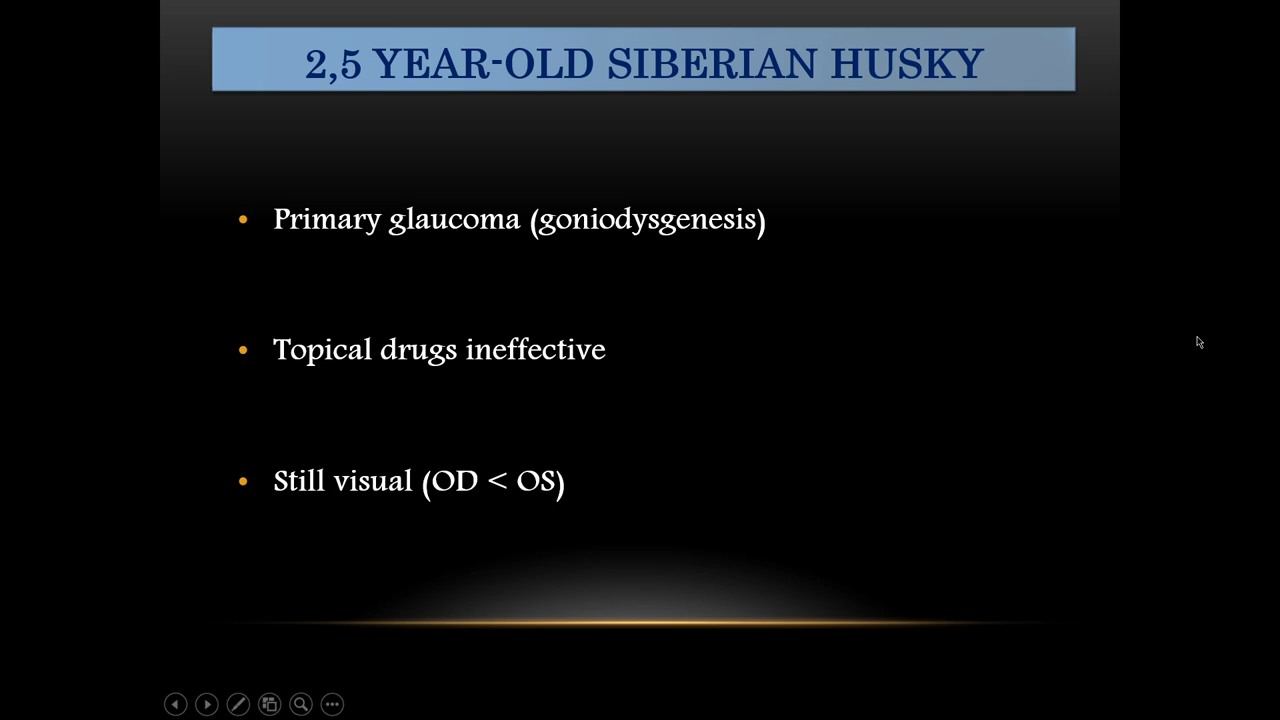 2,5 YEAR-OLD SIBERIAN HUSKY
• Primary glaucoma (goniodysgenesis)
• Topical drugs ineffective
• Still visual (OD < OS)